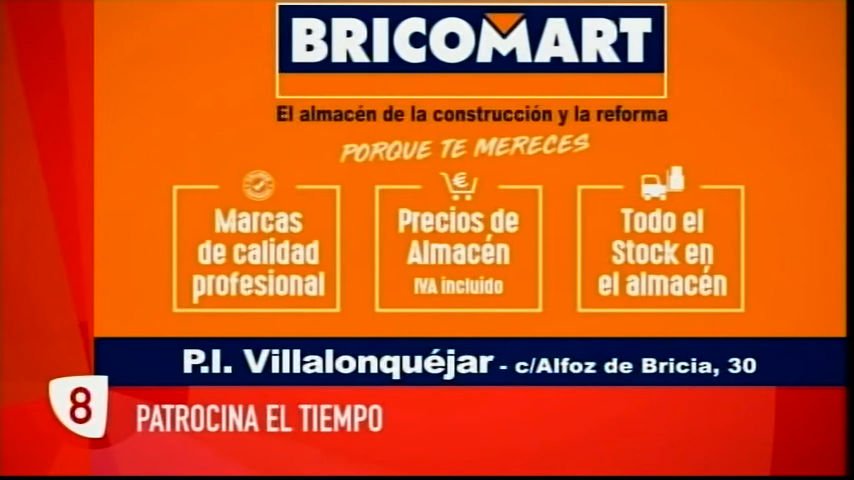 BRICOMART
El almacén de la construcción y la reforma
PORQUE TE MERECES
Marcas
de calidad
profesional
Precios de
Almacén
IVA incluido
Todo el
Stock en
el almacén
P.I. Villalonquéjar - c/Alfoz de Bricia, 30
8
PATROCINA EL TIEMPO